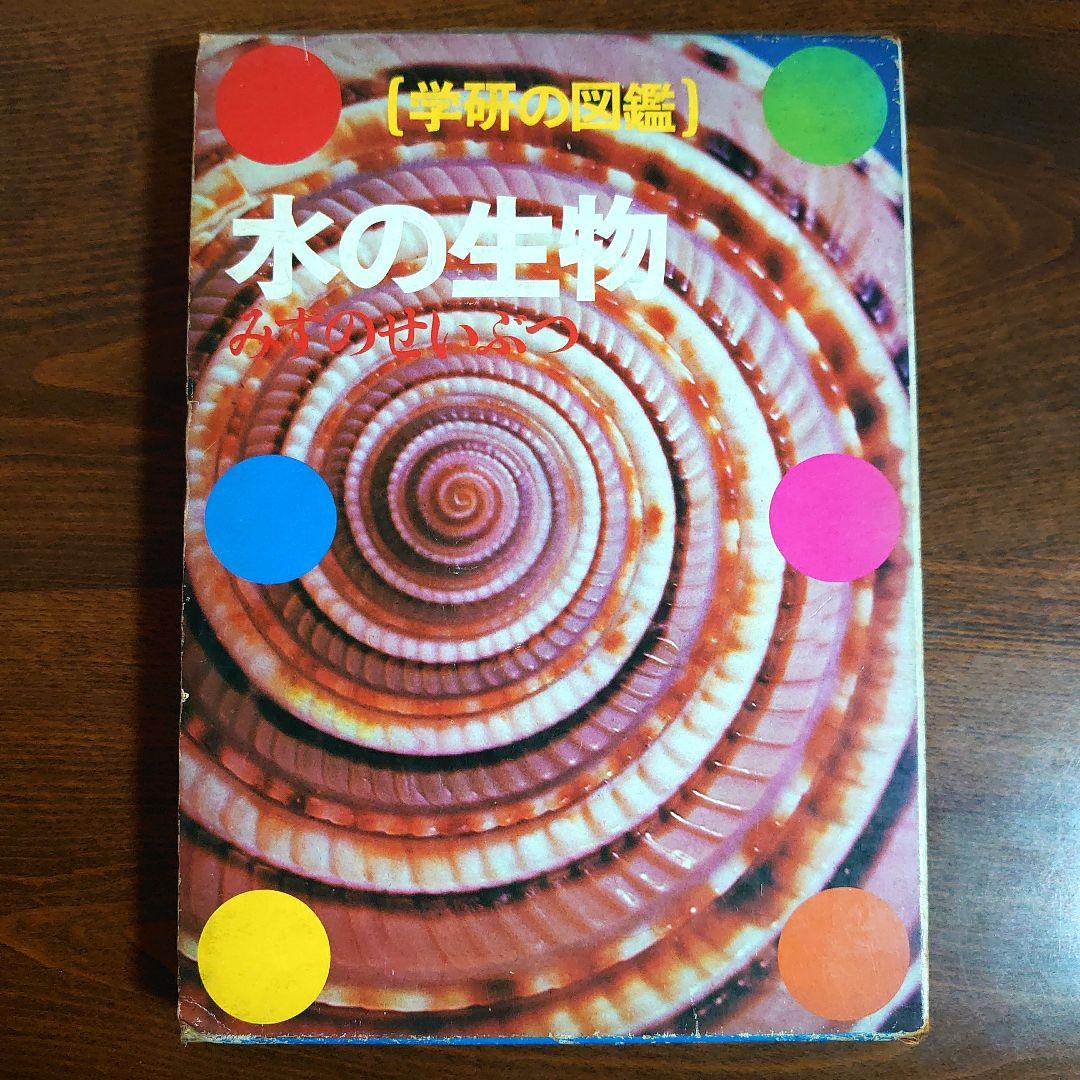 〔学研の図鑑〕
水の生物
みずのせいぶつ